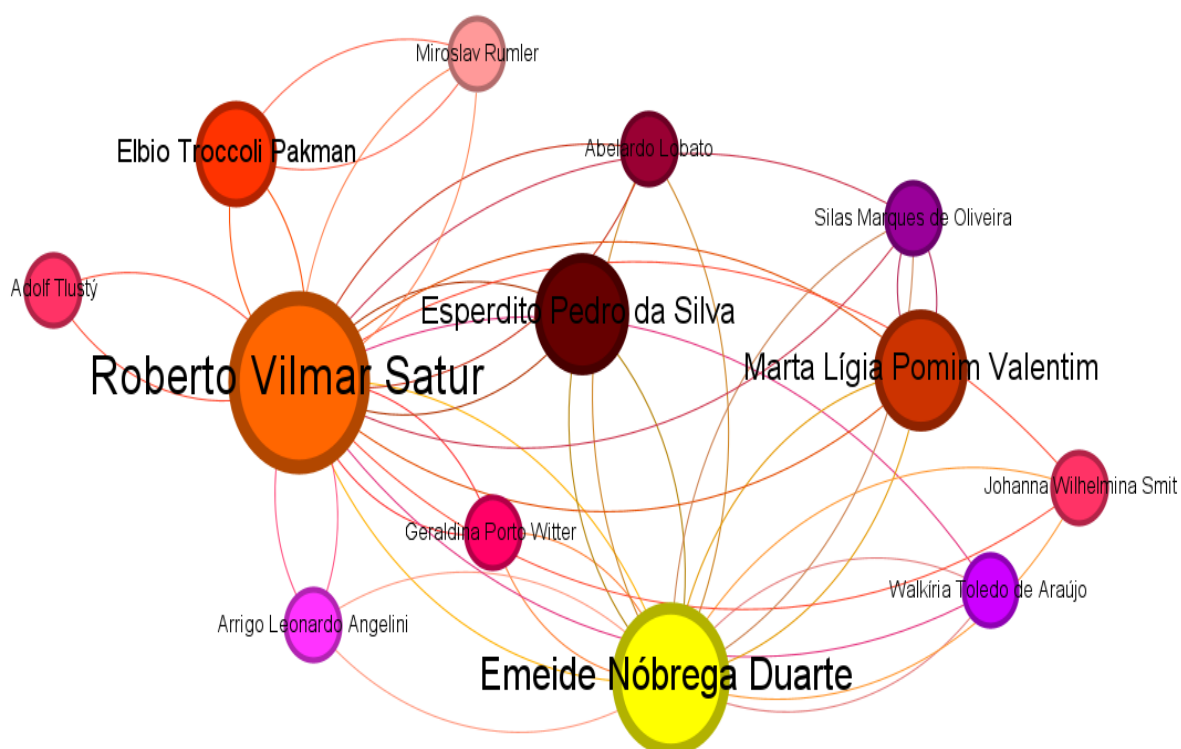 Miroslav Rumler
Elbio Troccoli Pakman
Abelardo Lobato
Silas Marques de Oliveira
Adolf Tlustý
Esperdito Pedro da Silva
Roberto Vilmar Satur
Marta Lígia Pomim Valentim
Johanna Wilhelmina Smit
Geraldina Porto Witter
Walkíria Toledo de Araújo
Arrigo Leonardo Angelini
Emeide Nóbrega Duarte